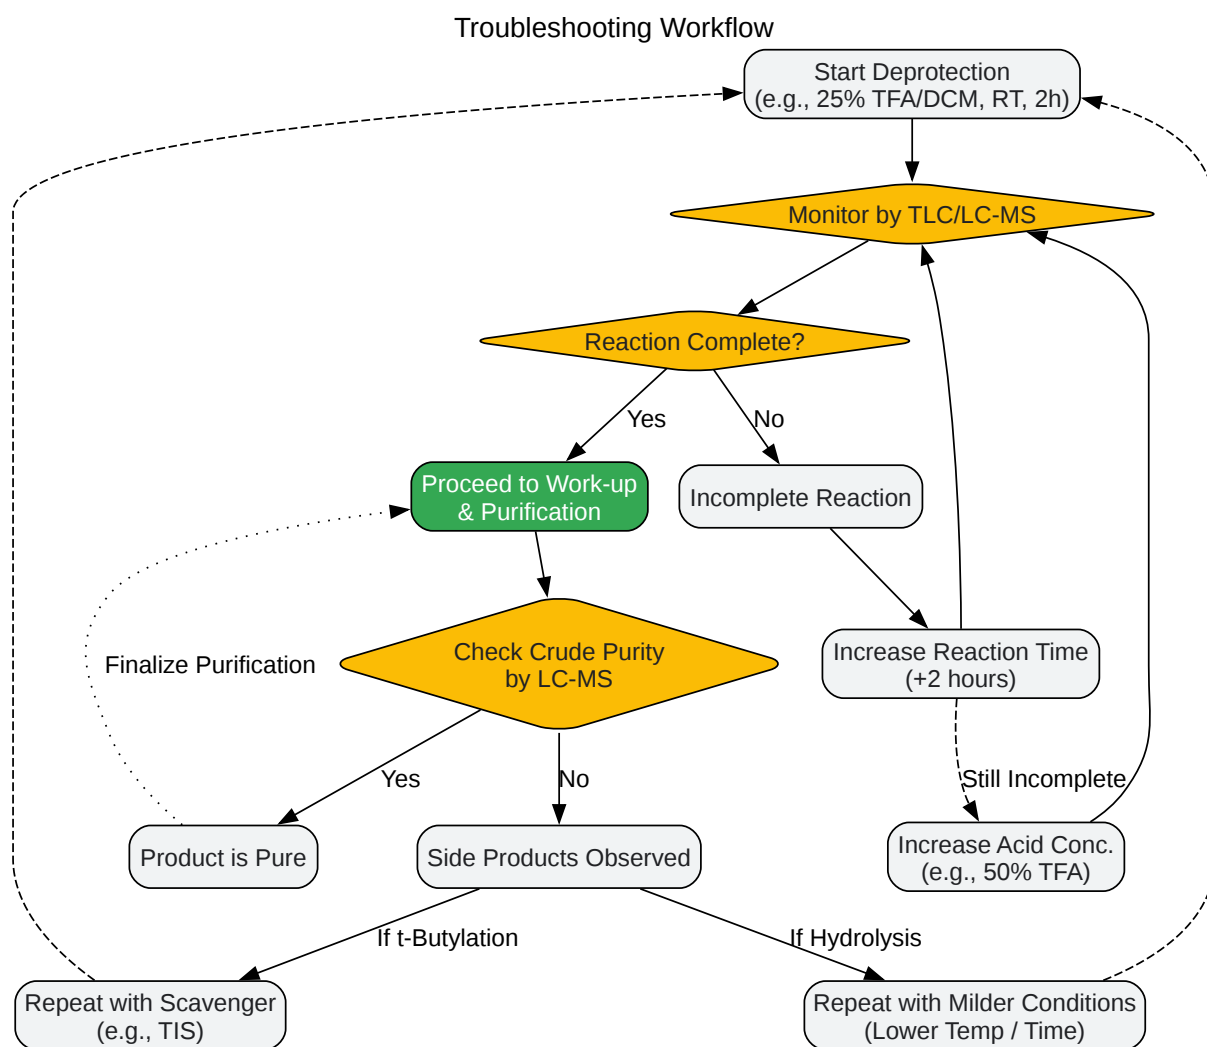 Troubleshooting Workflow
Start Deprotection
(e.g., 25% TFA/DCM, RT, 2h)
Monitor by TLC/LC-MS
Reaction Complete?
Yes
No
Proceed to Work-up
& Purification
Incomplete Reaction
Finalize Purification
Check Crude Purity
by LC-MS
Increase Reaction Time
(+2 hours)
Yes
No
Still Incomplete
Product is Pure
Side Products Observed
Increase Acid Conc.
(e.g., 50% TFA)
If t-Butylation
If Hydrolysis
Repeat with Scavenger
(e.g., TIS)
Repeat with Milder Conditions
(Lower Temp / Time)